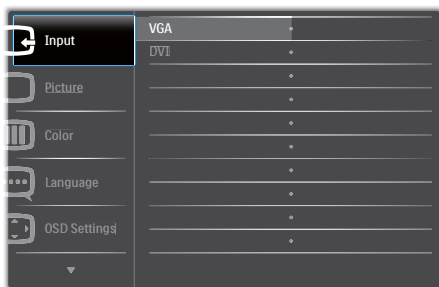 Input
VGA
DVI
Picture
Color
Language
OSD Settings